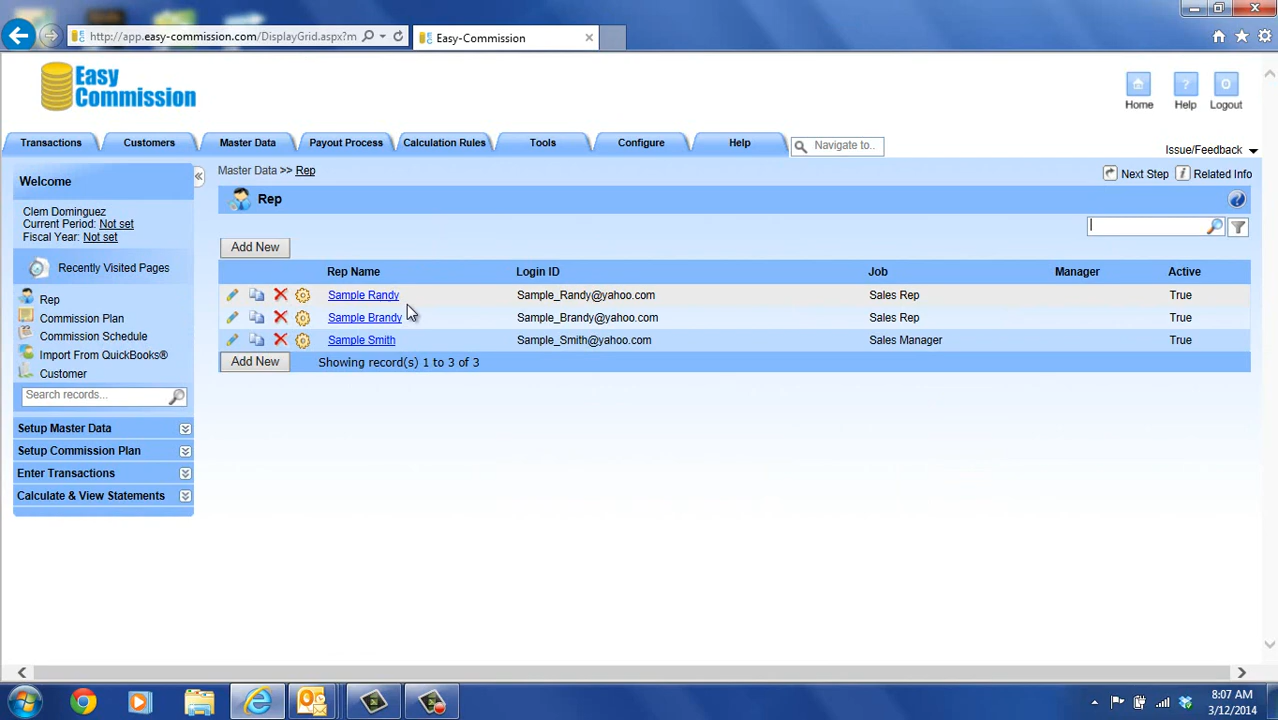 http://app.easy-commission.com/DisplayGrid.aspx?m
Easy-Commission
Easy
Commission
Home
Help
Logout
Transactions
Customers
Master Data
Payout Process
Calculation Rules
Tools
Configure
Help
Navigate to..
Issue/Feedback
Welcome
Clem Dominguez
Current Period: Not set
Fiscal Year: Not set
Recently Visited Pages
Rep
Commission Plan
Commission Schedule
Import From QuickBooks®
Customer
Search records...
Setup Master Data
Setup Commission Plan
Enter Transactions
Calculate & View Statements
Master Data >> Rep
Next Step
Related Info
Rep
Add New
Rep Name Login ID Job Manager Active
Sample Randy Sample_Randy@yahoo.com Sales Rep True
Sample Brandy Sample_Brandy@yahoo.com Sales Rep True
Sample Smith Sample_Smith@yahoo.com Sales Manager True
Add New Showing record(s) 1 to 3 of 3
8:07 AM
3/12/2014